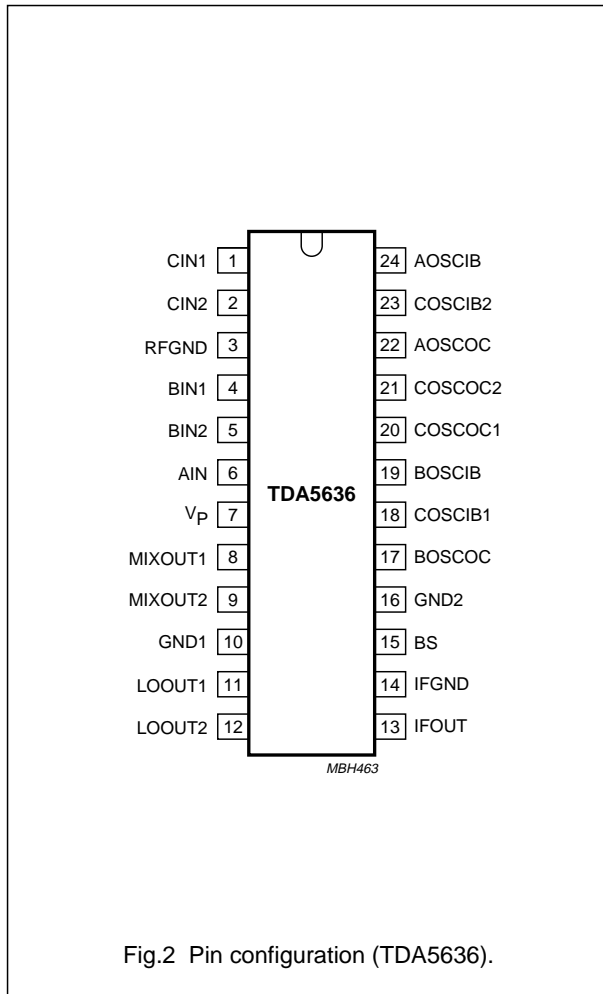 CIN1 1 24 AOSCIB
CIN2 2 23 COSCIB2
RFGND 3 22 AOSCOC
BIN1 4 21 COSCOC2
BIN2 5 20 COSCOC1
AIN 6 19 BOSCIB
TDA5636
VP 7 18 COSCIB1
MIXOUT1 8 17 BOSCOC
MIXOUT2 9 16 GND2
GND1 10 15 BS
LOOUT1 11 14 IFGND
LOOUT2 12 13 IFOUT
MBH463
Fig.2 Pin configuration (TDA5636).